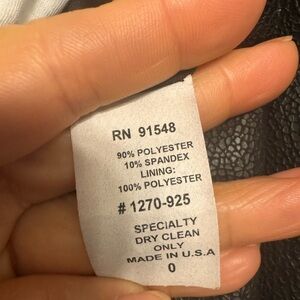 RN 91548
90% POLYESTER
10% SPANDEX
LINING:
100% POLYESTER
# 1270-925
SPECIALTY
DRY CLEAN
ONLY
MADE IN U.S.A
0